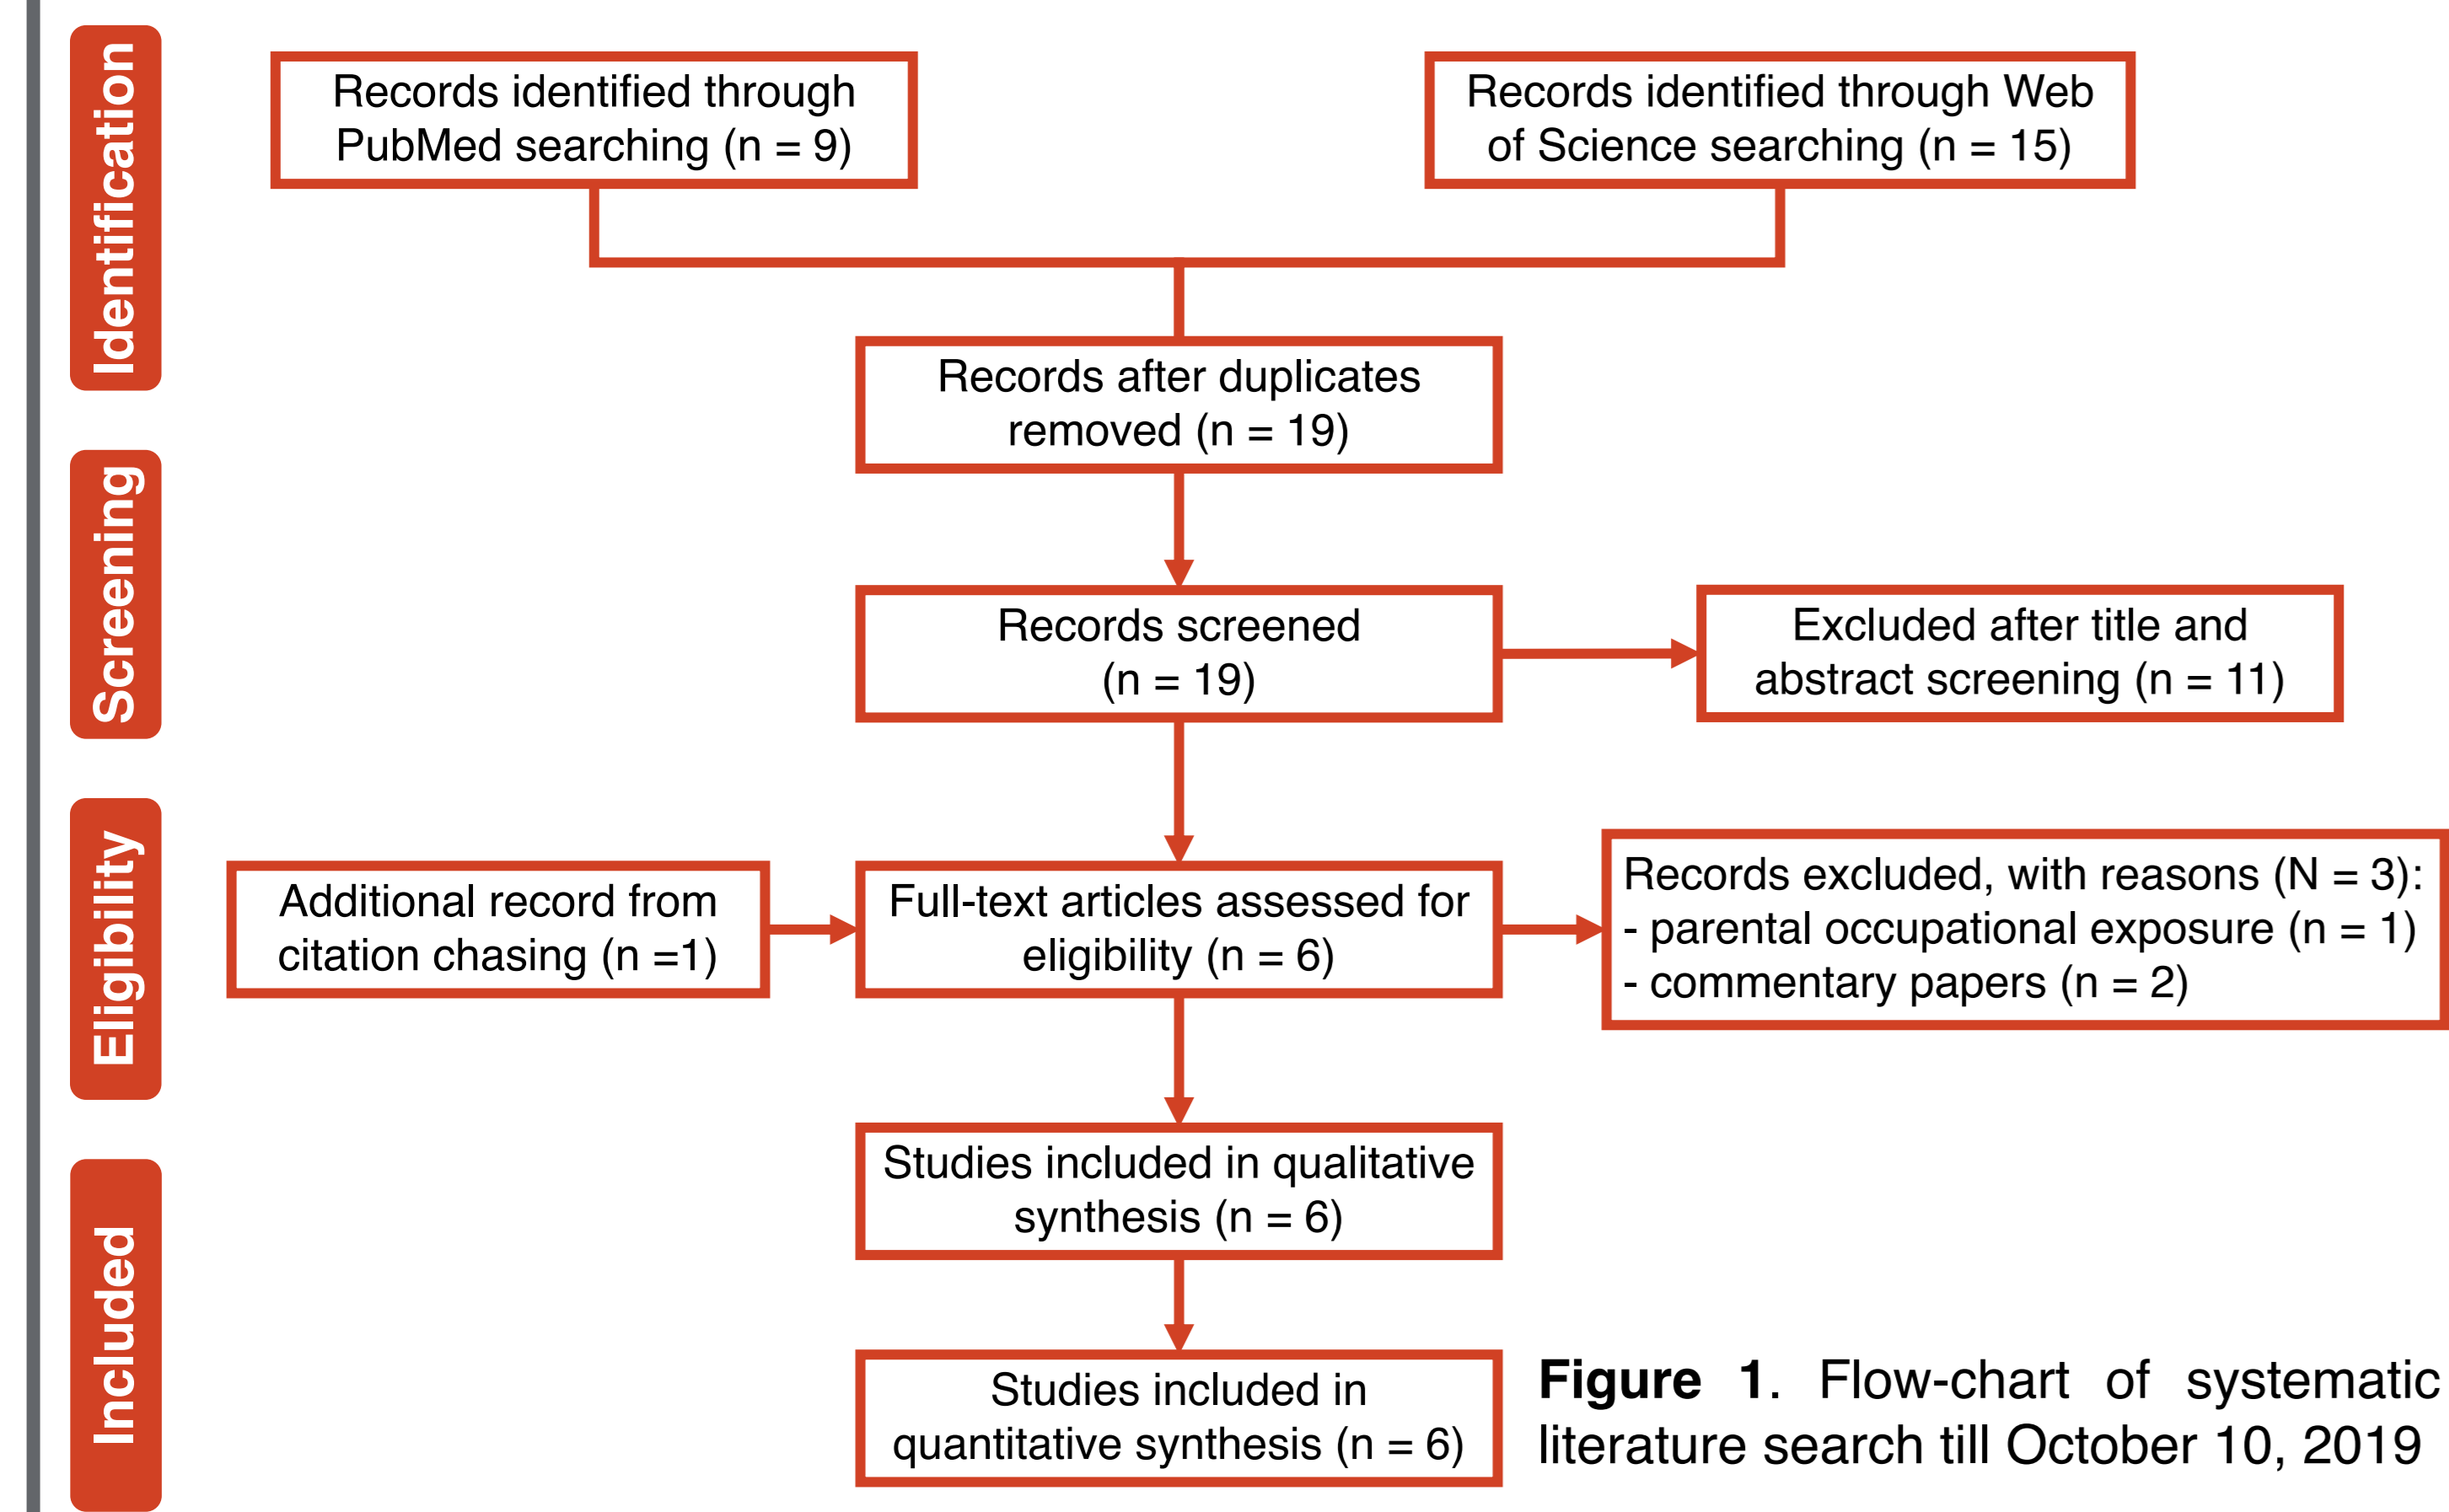 Identification
Records identified through
PubMed searching (n = 9)
Records identified through Web
of Science searching (n = 15)
Records after duplicates
removed (n = 19)
Screening
Records screened
(n = 19)
Excluded after title and
abstract screening (n = 11)
Eligibility
Additional record from
citation chasing (n =1)
Full-text articles assessed for
eligibility (n = 6)
Records excluded, with reasons (N = 3):
- parental occupational exposure (n = 1)
- commentary papers (n = 2)
Included
Studies included in qualitative
synthesis (n = 6)
Studies included in
quantitative synthesis (n = 6)
Figure 1. Flow-chart of systematic
literature search till October 10, 2019